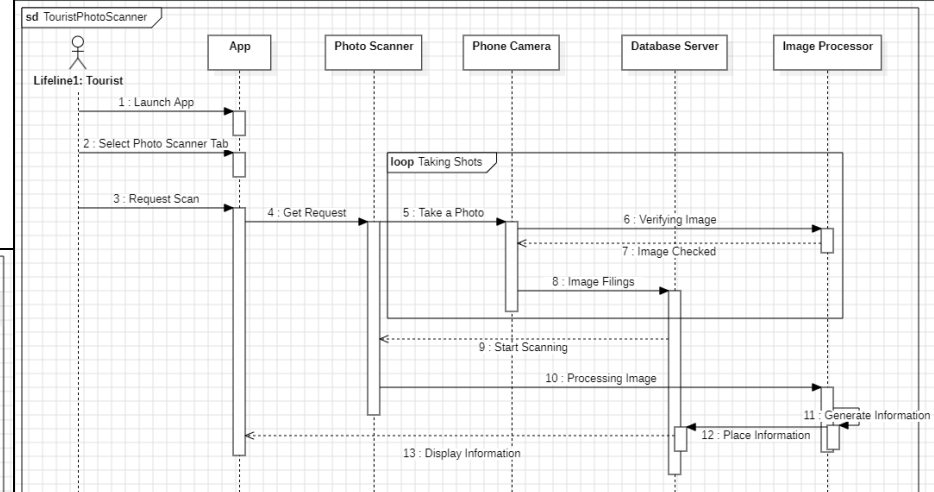 sd TouristPhotoScanner
Lifeline1: Tourist
App
Photo Scanner
Phone Camera
Database Server
Image Processor
1 : Launch App
2 : Select Photo Scanner Tab
loop Taking Shots
3 : Request Scan
4 : Get Request
5 : Take a Photo
6 : Verifying Image
7 : Image Checked
8 : Image Filings
9 : Start Scanning
10 : Processing Image
11 : Generate Information
12 : Place Information
13 : Display Information